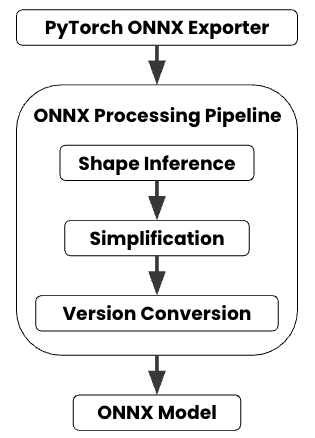 PyTorch ONNX Exporter
ONNX Processing Pipeline
Shape Inference
Simplification
Version Conversion
ONNX Model